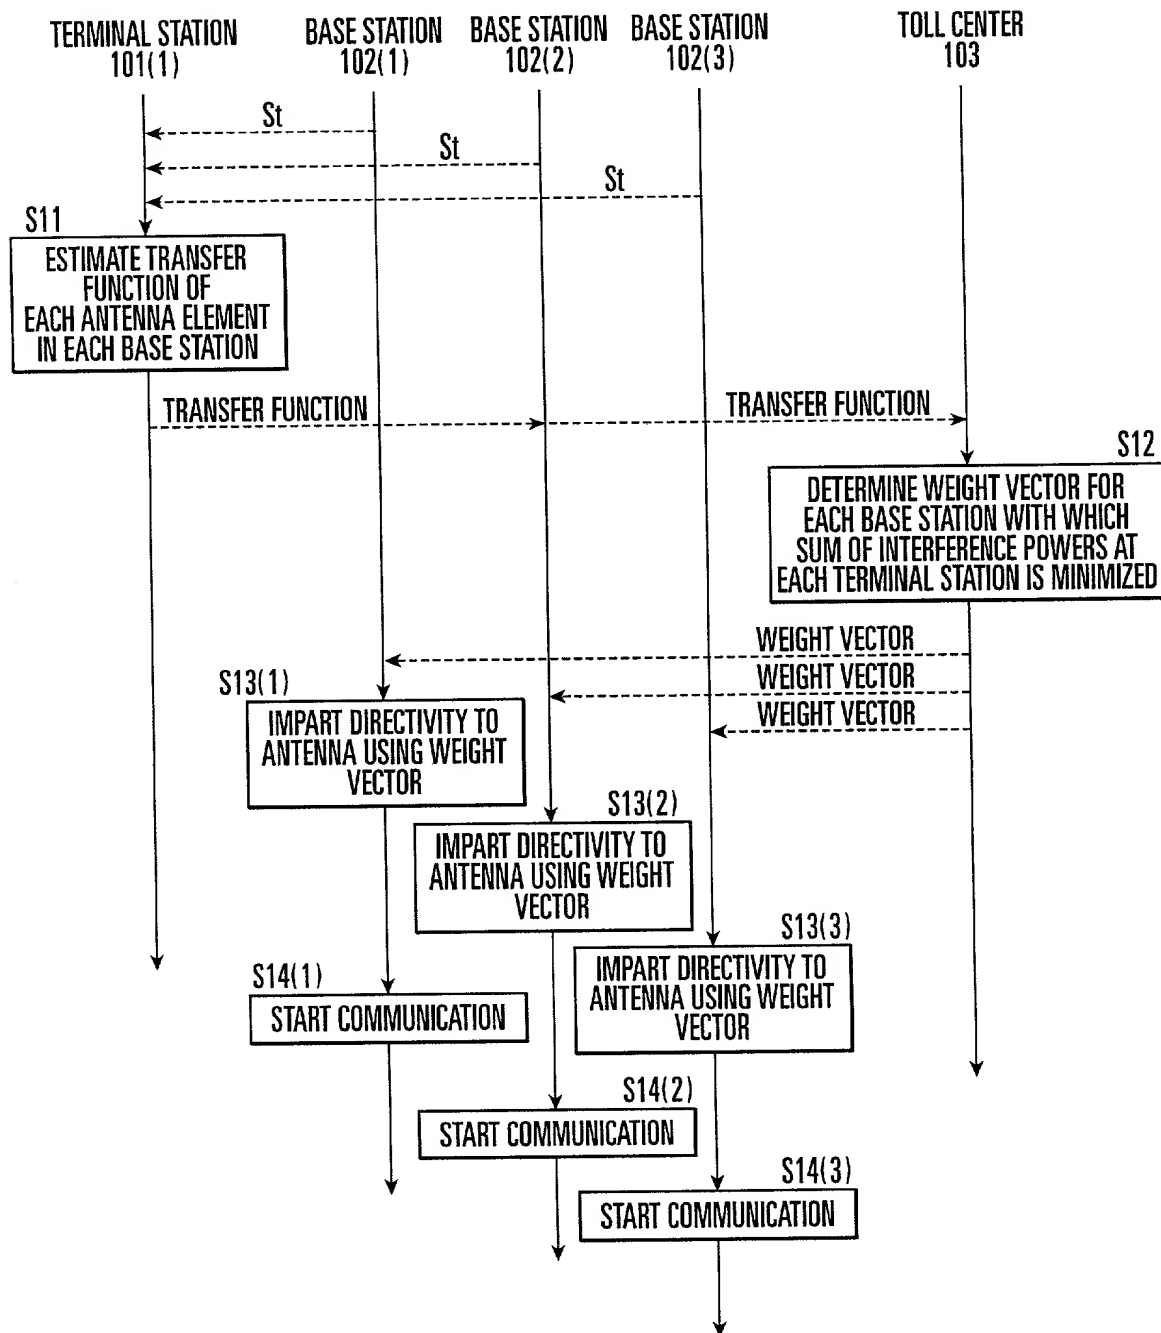 TERMINAL STATION
101(1)
BASE STATION
102(1)
BASE STATION
102(2)
BASE STATION
102(3)
TOLL CENTER
103
St
St
St
S11
ESTIMATE TRANSFER
FUNCTION OF
EACH ANTENNA ELEMENT
IN EACH BASE STATION
TRANSFER FUNCTION
TRANSFER FUNCTION
S12
DETERMINE WEIGHT VECTOR FOR
EACH BASE STATION WITH WHICH
SUM OF INTERFERENCE POWERS AT
EACH TERMINAL STATION IS MINIMIZED
WEIGHT VECTOR
WEIGHT VECTOR
WEIGHT VECTOR
S13(1)
IMPART DIRECTIVITY TO
ANTENNA USING WEIGHT
VECTOR
S13(2)
IMPART DIRECTIVITY TO
ANTENNA USING WEIGHT
VECTOR
S13(3)
IMPART DIRECTIVITY TO
ANTENNA USING WEIGHT
VECTOR
S14(1)
START COMMUNICATION
S14(2)
START COMMUNICATION
S14(3)
START COMMUNICATION